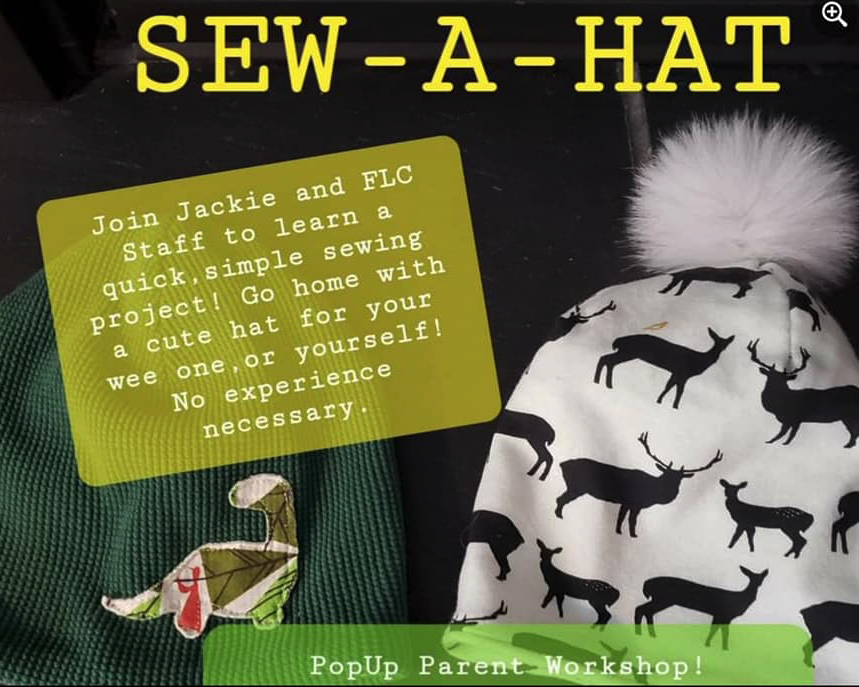 SEW-A-HAT
Join Jackie and FLC
Staff to learn a
quick,simple sewing
project! Go home with
a cute hat for your
wee one,or yourself!
No experience
necessary.
PopUp Parent Workshop!